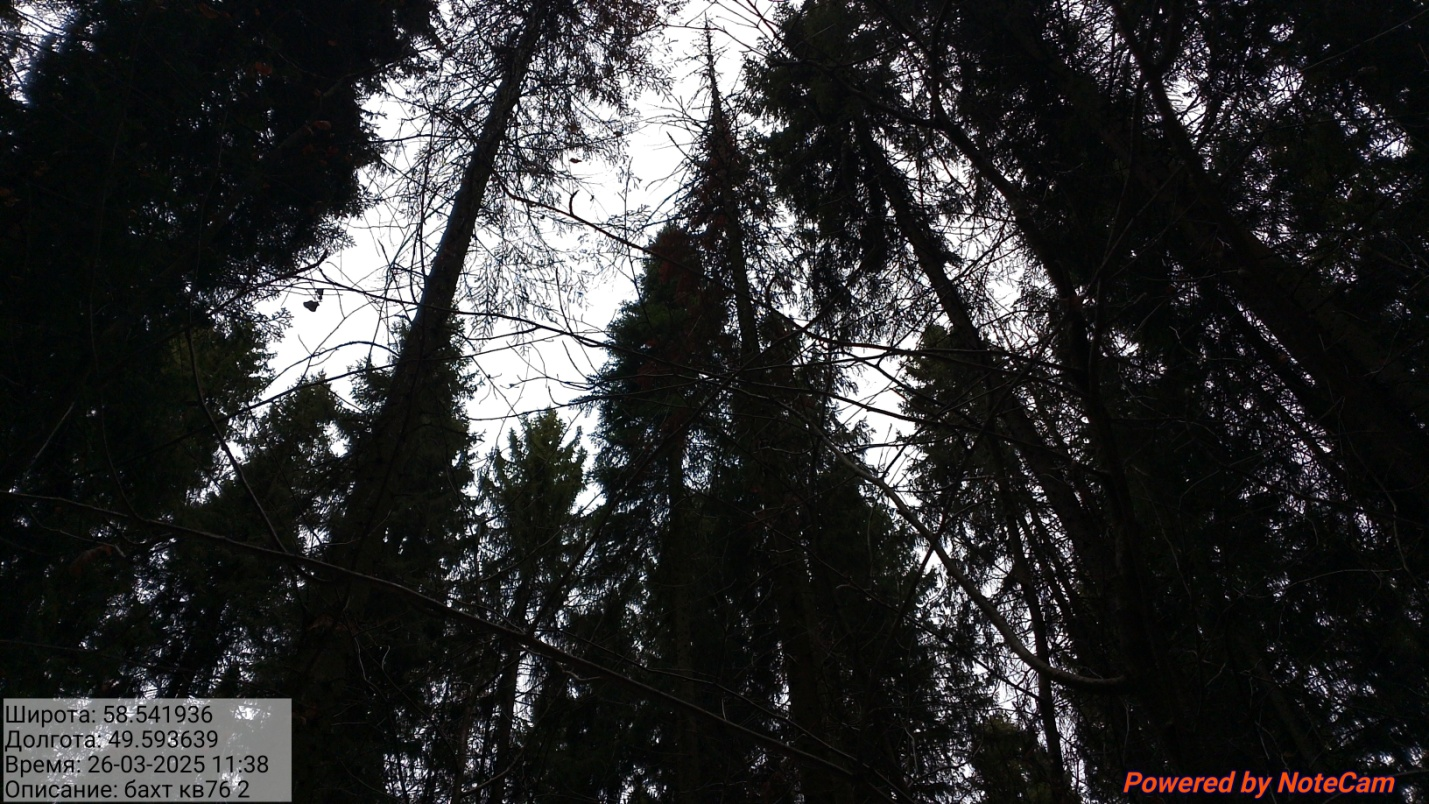 Широта: 58.541936
Долгота: 49.593639
Время: 26-03-2025 11:38
Описание: бахт кв76 2
Powered by NoteCam